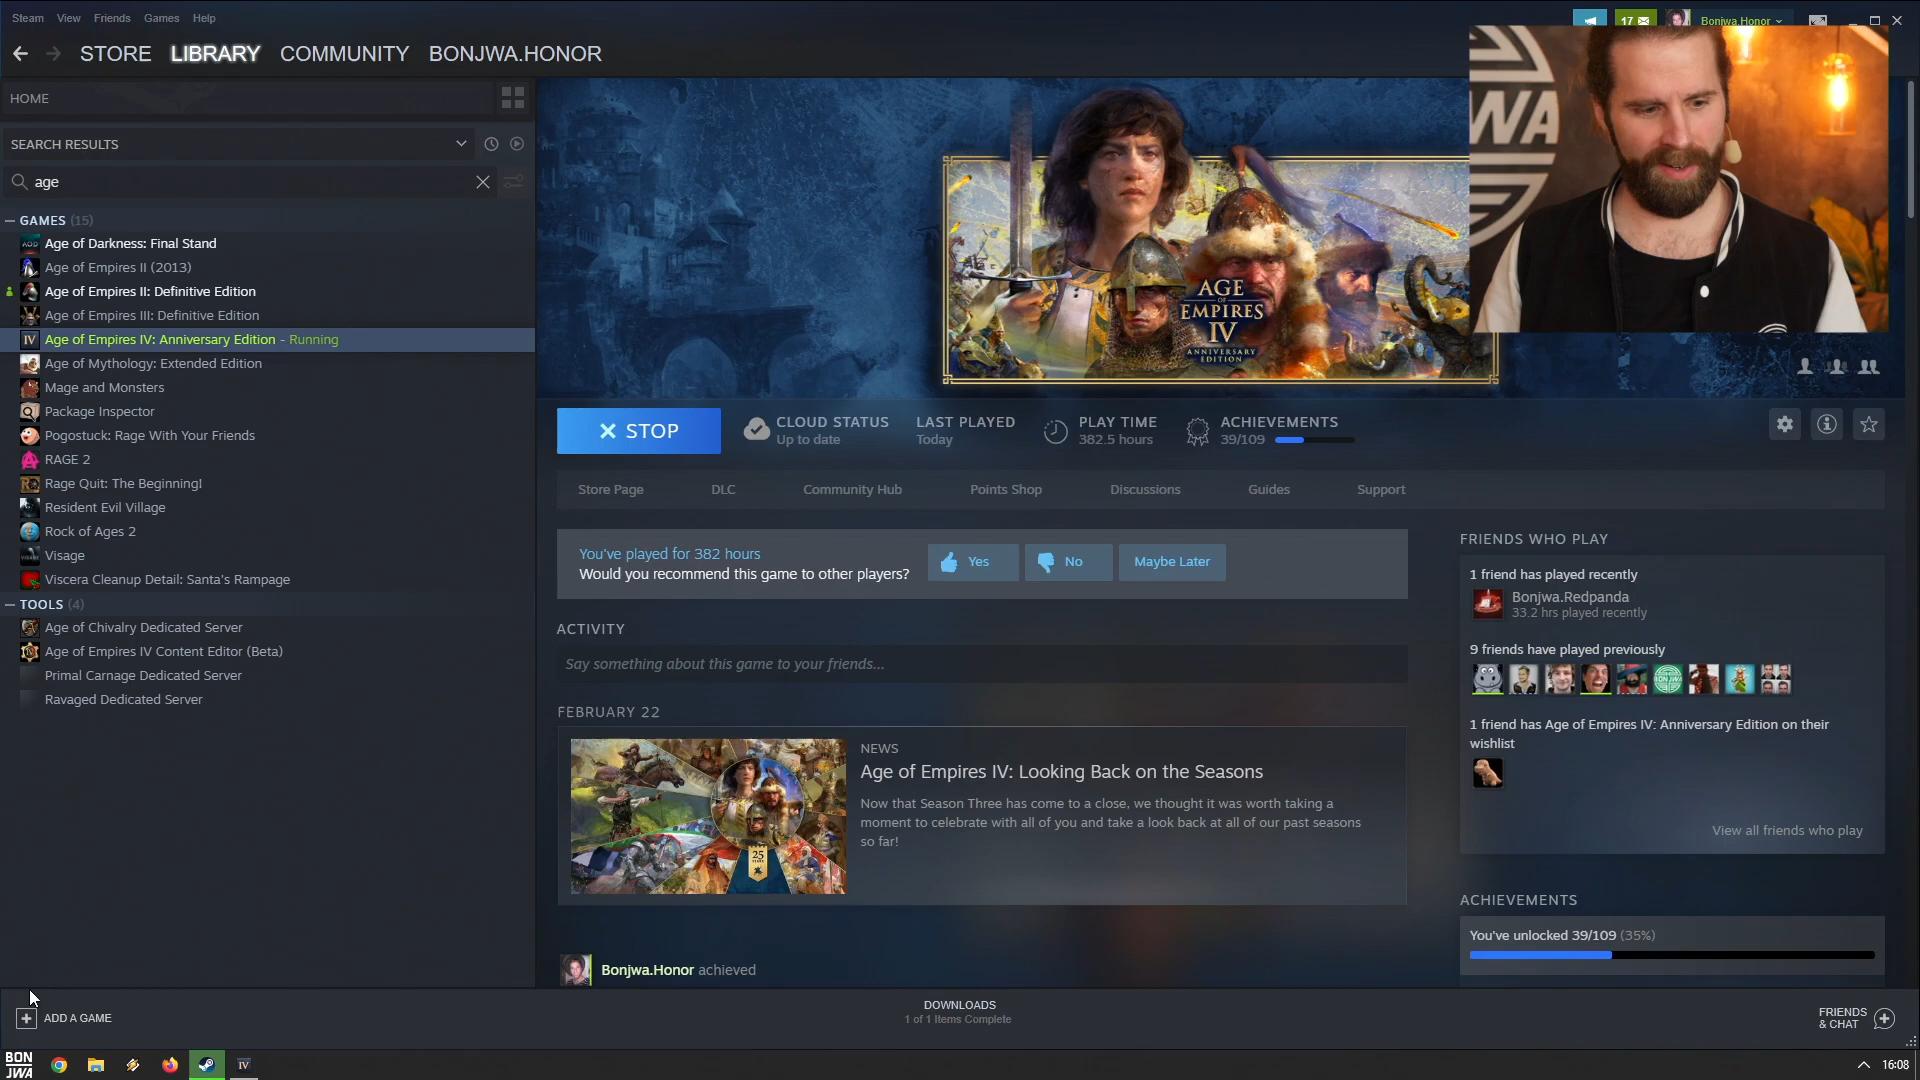 Steam View Friends Games Help
17 Bonjwa.Honor
STORE LIBRARY COMMUNITY BONJWA.HONOR
HOME
SEARCH RESULTS
age
GAMES (15)
Age of Darkness: Final Stand
Age of Empires II (2013)
Age of Empires II: Definitive Edition
Age of Empires III: Definitive Edition
Age of Empires IV: Anniversary Edition - Running
Age of Mythology: Extended Edition
Mage and Monsters
Package Inspector
Pogostuck: Rage With Your Friends
RAGE 2
Rage Quit: The Beginning!
Resident Evil Village
Rock of Ages 2
Visage
Viscera Cleanup Detail: Santa's Rampage
TOOLS (4)
Age of Chivalry Dedicated Server
Age of Empires IV Content Editor (Beta)
Primal Carnage Dedicated Server
Ravaged Dedicated Server
AGE
OF
EMPIRES
IV
ANNIVERSARY
EDITION
STOP
CLOUD STATUS
Up to date
LAST PLAYED
Today
PLAY TIME
382.5 hours
ACHIEVEMENTS
39/109
Store Page DLC Community Hub Points Shop Discussions Guides Support
You've played for 382 hours
Would you recommend this game to other players?
Yes No Maybe Later
ACTIVITY
Say something about this game to your friends...
FEBRUARY 22
25
NEWS
Age of Empires IV: Looking Back on the Seasons
Now that Season Three has come to a close, we thought it was worth taking a
moment to celebrate with all of you and take a look back at all of our past seasons
so far!
Bonjwa.Honor achieved
FRIENDS WHO PLAY
1 friend has played recently
Bonjwa.Redpanda
33.2 hrs played recently
9 friends have played previously
1 friend has Age of Empires IV: Anniversary Edition on their
wishlist
View all friends who play
ACHIEVEMENTS
You've unlocked 39/109 (35%)
ADD A GAME
DOWNLOADS
1 of 1 Items Complete
FRIENDS
& CHAT
BON
JWA
IV
16:08